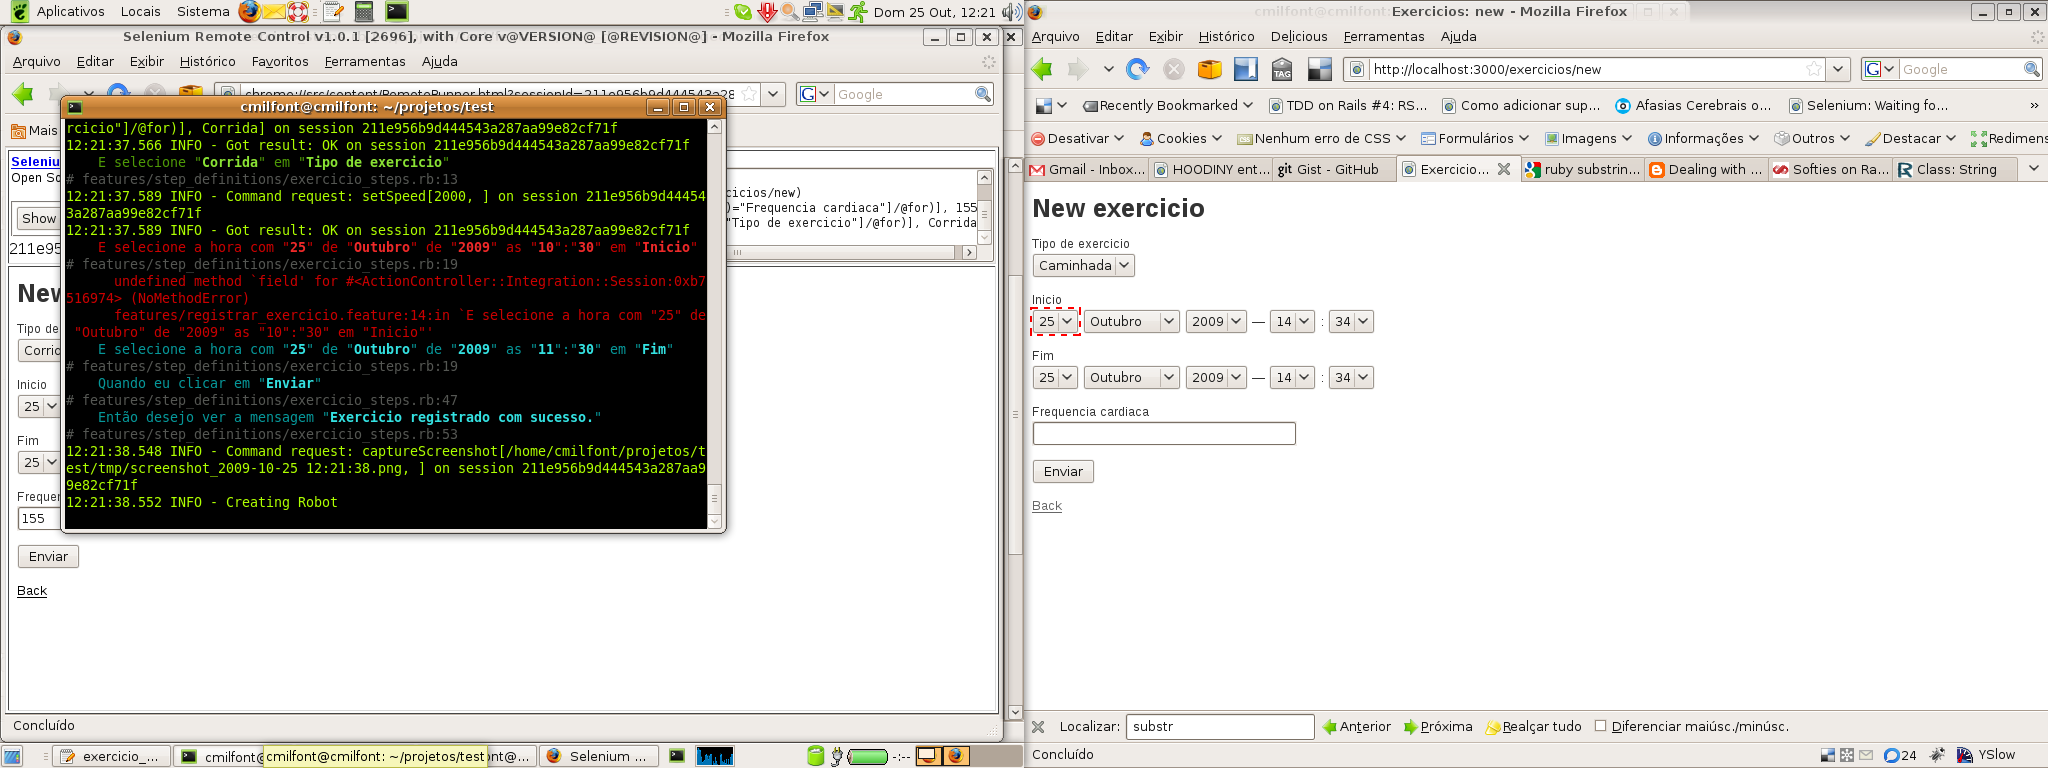 Aplicativos Locais Sistema Dom 25 Out, 12:21
Selenium Remote Control v1.0.1 [2696], with Core v@VERSION@ [@REVISION@] - Mozilla Firefox
Arquivo Editar Exibir Histórico Favoritos Ferramentas Ajuda
Google
Mais
cmilfont@cmilfont: ~/projetos/test
rcicio"]/@for)], Corrida] on session 211e956b9d444543a287aa99e82cf71f
12:21:37.566 INFO - Got result: OK on session 211e956b9d444543a287aa99e82cf71f
E selecione "Corrida" em "Tipo de exercicio"
# features/step_definitions/exercicio_steps.rb:13
12:21:37.589 INFO - Command request: setSpeed[2000, ] on session 211e956b9d44454
3a287aa99e82cf71f
12:21:37.589 INFO - Got result: OK on session 211e956b9d444543a287aa99e82cf71f
E selecione a hora com "25" de "Outubro" de "2009" as "10":"30" em "Inicio"
# features/step_definitions/exercicio_steps.rb:19
undefined method `field' for #<ActionController::Integration::Session:0xb7
516974> (NoMethodError)
features/registrar_exercicio.feature:14:in `E selecione a hora com "25" de
"Outubro" de "2009" as "10":"30" em "Inicio"'
E selecione a hora com "25" de "Outubro" de "2009" as "11":"30" em "Fim"
# features/step_definitions/exercicio_steps.rb:19
Quando eu clicar em "Enviar"
# features/step_definitions/exercicio_steps.rb:47
Então desejo ver a mensagem "Exercicio registrado com sucesso."
# features/step_definitions/exercicio_steps.rb:53
12:21:38.548 INFO - Command request: captureScreenshot[/home/cmilfont/projetos/t
est/tmp/screenshot_2009-10-25 12:21:38.png, ] on session 211e956b9d444543a287aa9
9e82cf71f
12:21:38.552 INFO - Creating Robot
Seleniu
Open So
Show
211e95
icios/new)
)="Frequencia cardiaca"]/@for)], 155
"Tipo de exercicio"]/@for)], Corrida
New
Tipo de
Corrid
Inicio
25
Fim
25
Frequen
155
Enviar
Back
Concluído
exercicio_... cmilfont@ cmilfont@cmilfont: ~/projetos/test ont@... Selenium ... -:--
cmilfont@cmilfont: Exercicios: new - Mozilla Firefox
Arquivo Editar Exibir Histórico Delicious Ferramentas Ajuda
TAG http://localhost:3000/exercicios/new Google
Recently Bookmarked TDD on Rails #4: RS... Como adicionar sup... Afasias Cerebrais o... Selenium: Waiting fo... »
Desativar Cookies Nenhum erro de CSS Formulários Imagens Informações Outros Destacar Redimens
Gmail - Inbox... HOODINY ent... git Gist - GitHub Exercicio... ruby substrin... Dealing with ... Softies on Ra... Class: String
New exercicio
Tipo de exercicio
Caminhada
Inicio
25 Outubro 2009 — 14 : 34
Fim
25 Outubro 2009 — 14 : 34
Frequencia cardiaca
Enviar
Back
Localizar: substr Anterior Próxima Realçar tudo Diferenciar maiúsc./minúsc.
Concluído 24 YSlow